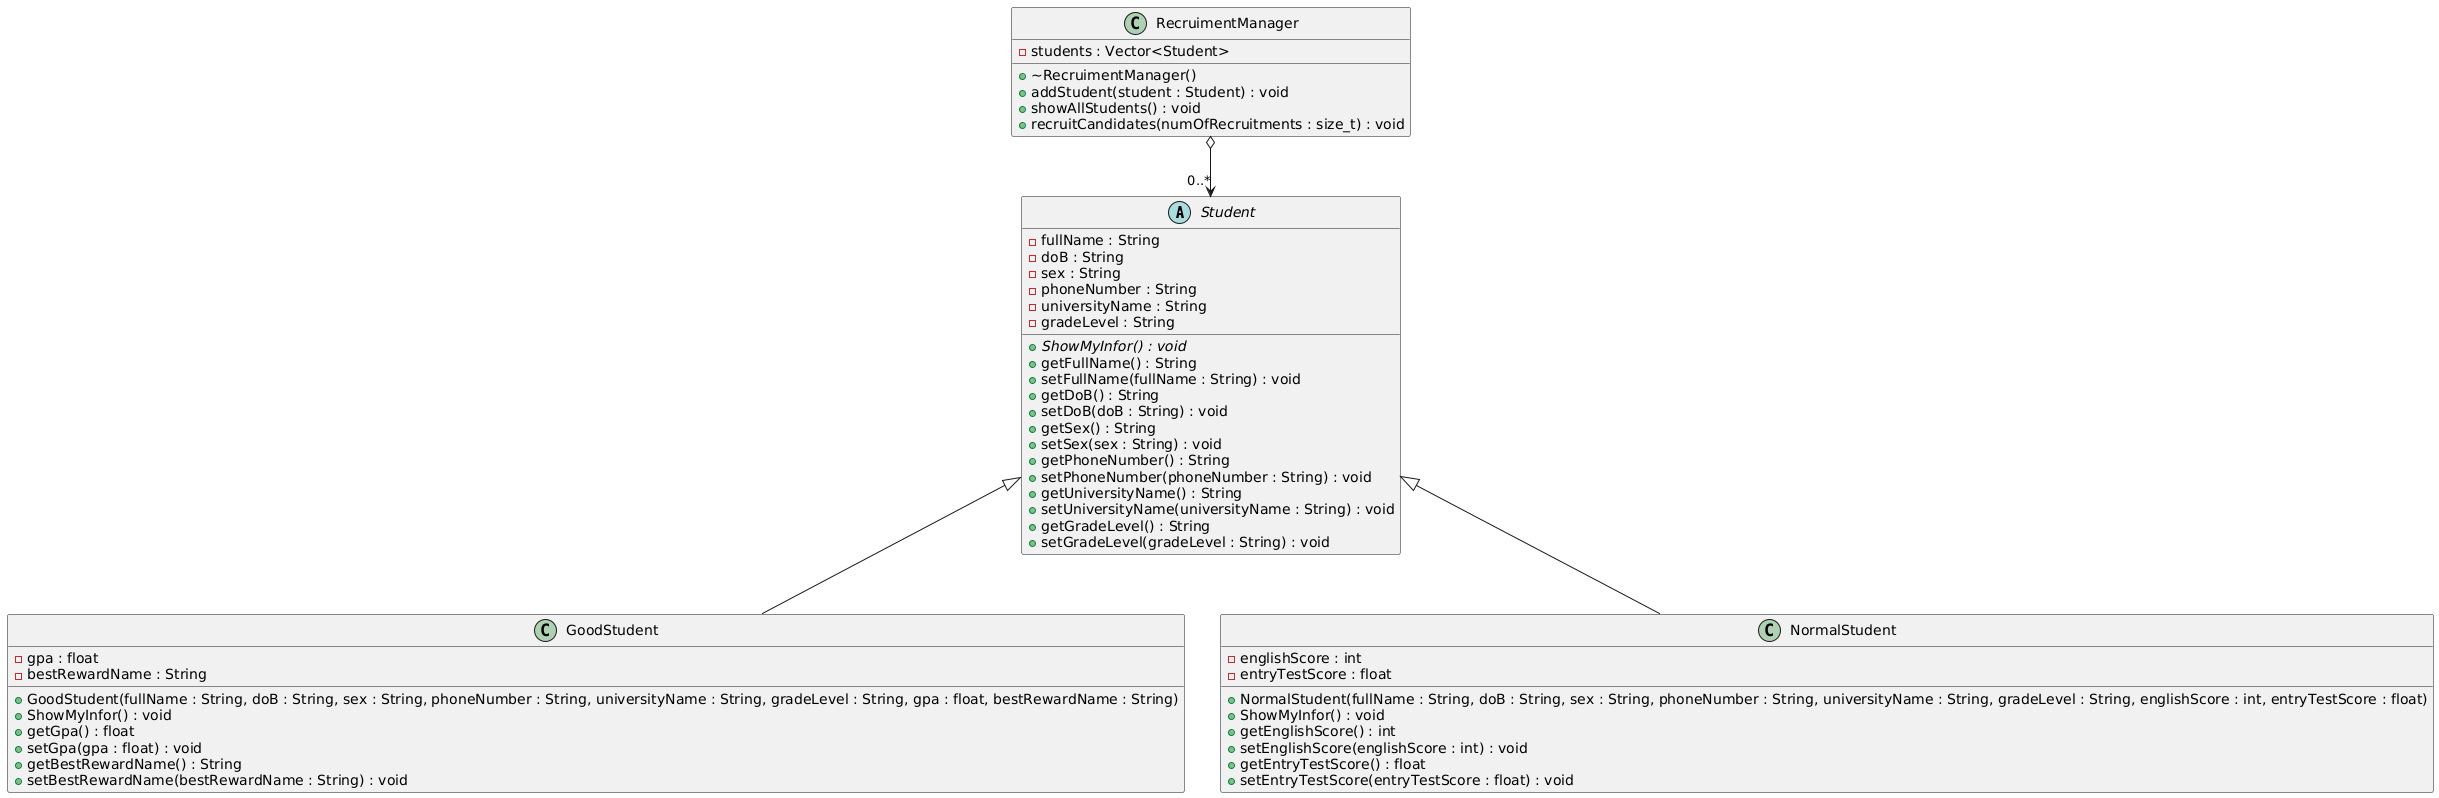 C RecruimentManager
students : Vector<Student>
~RecruimentManager()
addStudent(student : Student) : void
showAllStudents() : void
recruitCandidates(numOfRecruitments : size_t) : void
0..*
A Student
fullName : String
doB : String
sex : String
phoneNumber : String
universityName : String
gradeLevel : String
ShowMyInfor() : void
getFullName() : String
setFullName(fullName : String) : void
getDoB() : String
setDoB(doB : String) : void
getSex() : String
setSex(sex : String) : void
getPhoneNumber() : String
setPhoneNumber(phoneNumber : String) : void
getUniversityName() : String
setUniversityName(universityName : String) : void
getGradeLevel() : String
setGradeLevel(gradeLevel : String) : void
C GoodStudent
gpa : float
bestRewardName : String
GoodStudent(fullName : String, doB : String, sex : String, phoneNumber : String, universityName : String, gradeLevel : String, gpa : float, bestRewardName : String)
ShowMyInfor() : void
getGpa() : float
setGpa(gpa : float) : void
getBestRewardName() : String
setBestRewardName(bestRewardName : String) : void
C NormalStudent
englishScore : int
entryTestScore : float
NormalStudent(fullName : String, doB : String, sex : String, phoneNumber : String, universityName : String, gradeLevel : String, englishScore : int, entryTestScore : float)
ShowMyInfor() : void
getEnglishScore() : int
setEnglishScore(englishScore : int) : void
getEntryTestScore() : float
setEntryTestScore(entryTestScore : float) : void